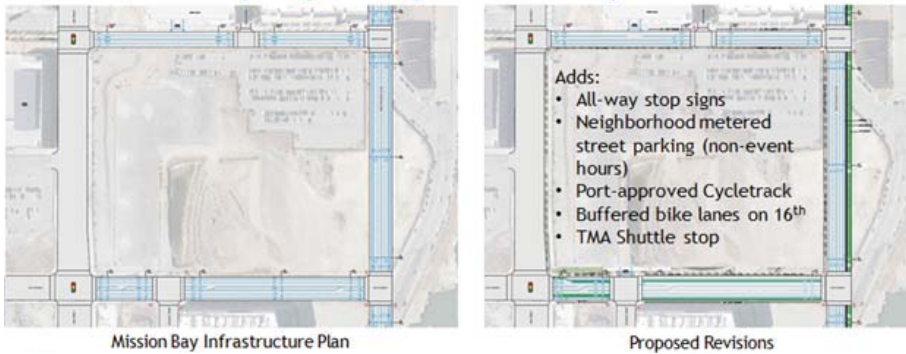 Adds:
• All-way stop signs
• Neighborhood metered
street parking (non-event
hours)
• Port-approved Cycletrack
• Buffered bike lanes on 16th
• TMA Shuttle stop
Mission Bay Infrastructure Plan
Proposed Revisions